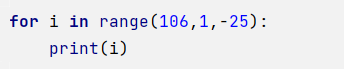 for i in range(106,1,-25):
    print(i)